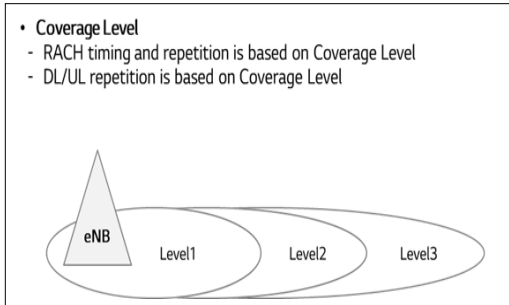 • Coverage Level
- RACH timing and repetition is based on Coverage Level
- DL/UL repetition is based on Coverage Level
eNB
Level1
Level2
Level3